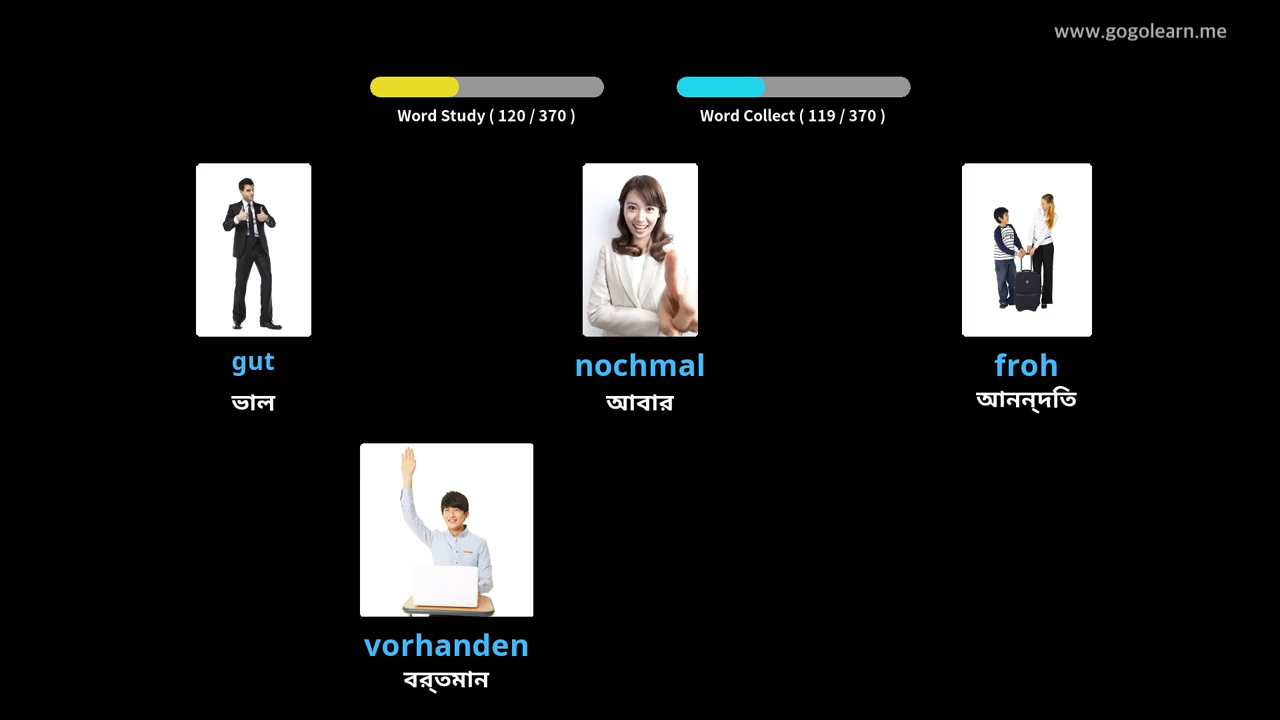 www.gogolearn.me
Word Study ( 120 / 370 )
Word Collect ( 119 / 370 )
gut
ভাল
nochmal
আবার
froh
আনন্দিত
vorhanden
বর্তমান